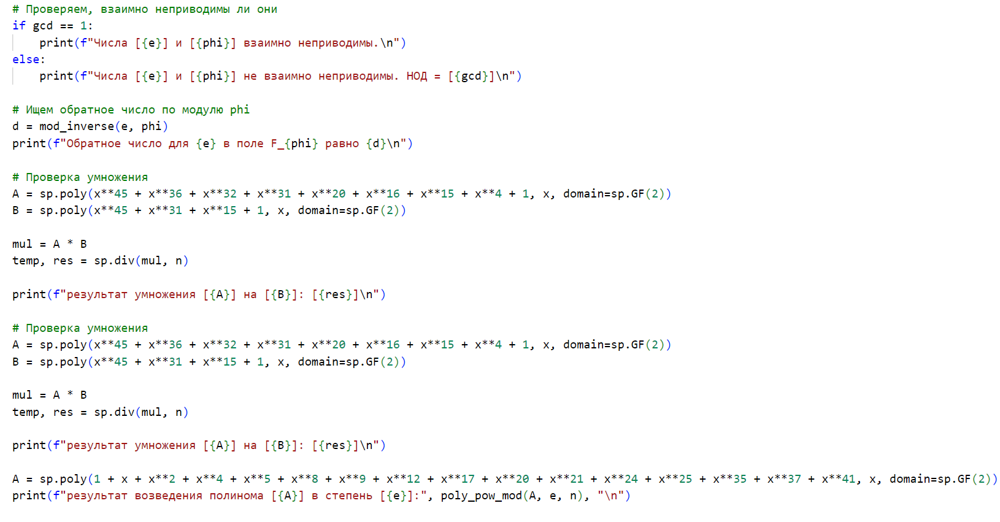 # Проверяем, взаимно неприводимы ли они
if gcd == 1:
    print(f"Числа [{e}] и [{phi}] взаимно неприводимы.\n")
else:
    print(f"Числа [{e}] и [{phi}] не взаимно неприводимы. НОД = [{gcd}]\n")

# Ищем обратное число по модулю phi
d = mod_inverse(e, phi)
print(f"Обратное число для {e} в поле F_{phi} равно {d}\n")

# Проверка умножения
A = sp.poly(x**45 + x**36 + x**32 + x**31 + x**20 + x**16 + x**15 + x**4 + 1, x, domain=sp.GF(2))
B = sp.poly(x**45 + x**31 + x**15 + 1, x, domain=sp.GF(2))

mul = A * B
temp, res = sp.div(mul, n)

print(f"результат умножения [{A}] на [{B}]: [{res}]\n")

# Проверка умножения
A = sp.poly(x**45 + x**36 + x**32 + x**31 + x**20 + x**16 + x**15 + x**4 + 1, x, domain=sp.GF(2))
B = sp.poly(x**45 + x**31 + x**15 + 1, x, domain=sp.GF(2))

mul = A * B
temp, res = sp.div(mul, n)

print(f"результат умножения [{A}] на [{B}]: [{res}]\n")

A = sp.poly(1 + x + x**2 + x**4 + x**5 + x**8 + x**9 + x**12 + x**17 + x**20 + x**21 + x**24 + x**25 + x**35 + x**37 + x**41, x, domain=sp.GF(2))
print(f"результат возведения полинома [{A}] в степень [{e}]:", poly_pow_mod(A, e, n), "\n")